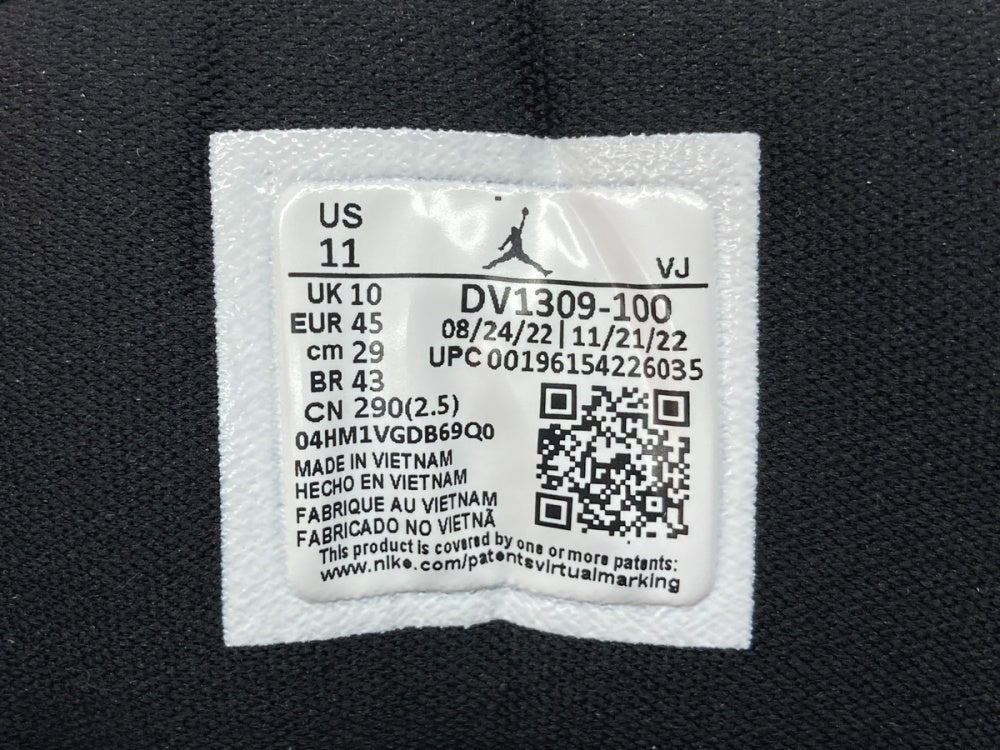 US
11
VJ
UK 10
EUR 45
cm 29
BR 43
CN 290(2.5)
DV1309-100
08/24/22|11/21/22
UPC 00196154226035
04HM1VGDB69Q0
MADE IN VIETNAM
HECHO EN VIETNAM
FABRIQUE AU VIETNAM
FABRICADO NO VIETNÃ
This product is covered by one or more patents:
www.nike.com/patentsvirtualmarking